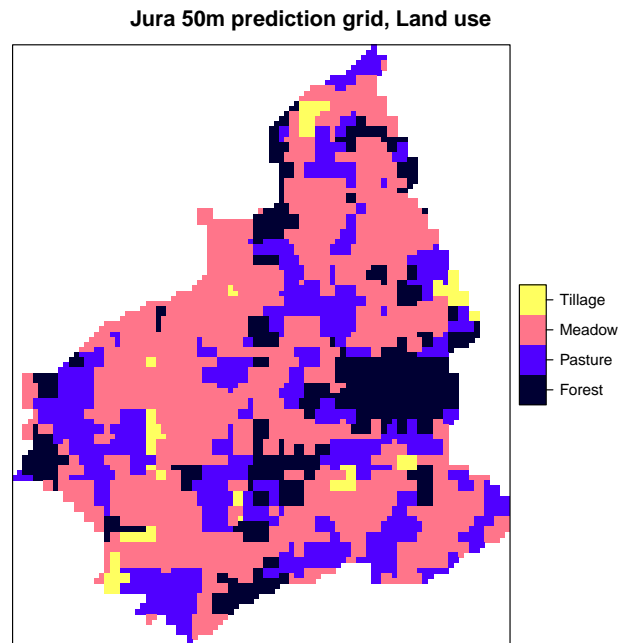 Jura 50m prediction grid, Land use
Tillage
Meadow
Pasture
Forest